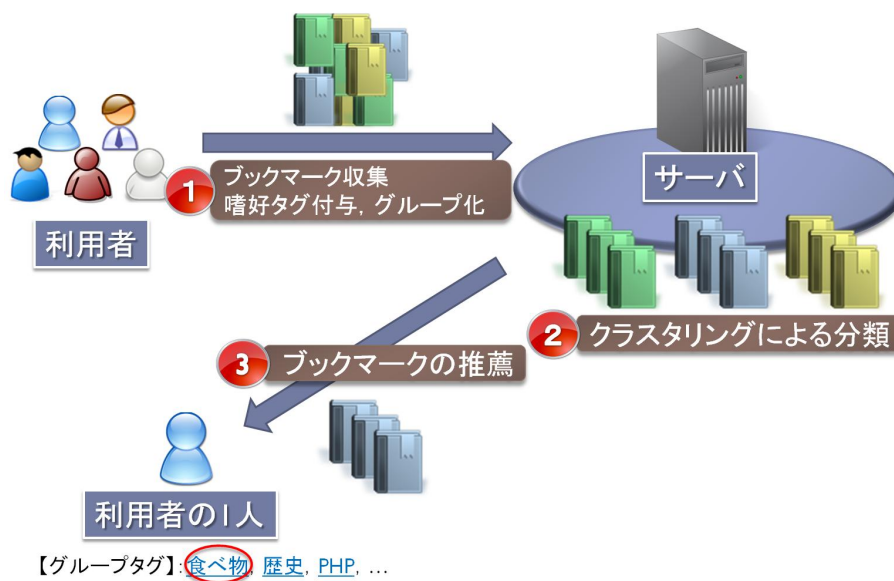 利用者
1
ブックマーク収集
嗜好タグ付与, グループ化
サーバ
2
クラスタリングによる分類
3
ブックマークの推薦
利用者の1人
【グループタグ】:食べ物, 歴史, PHP, …